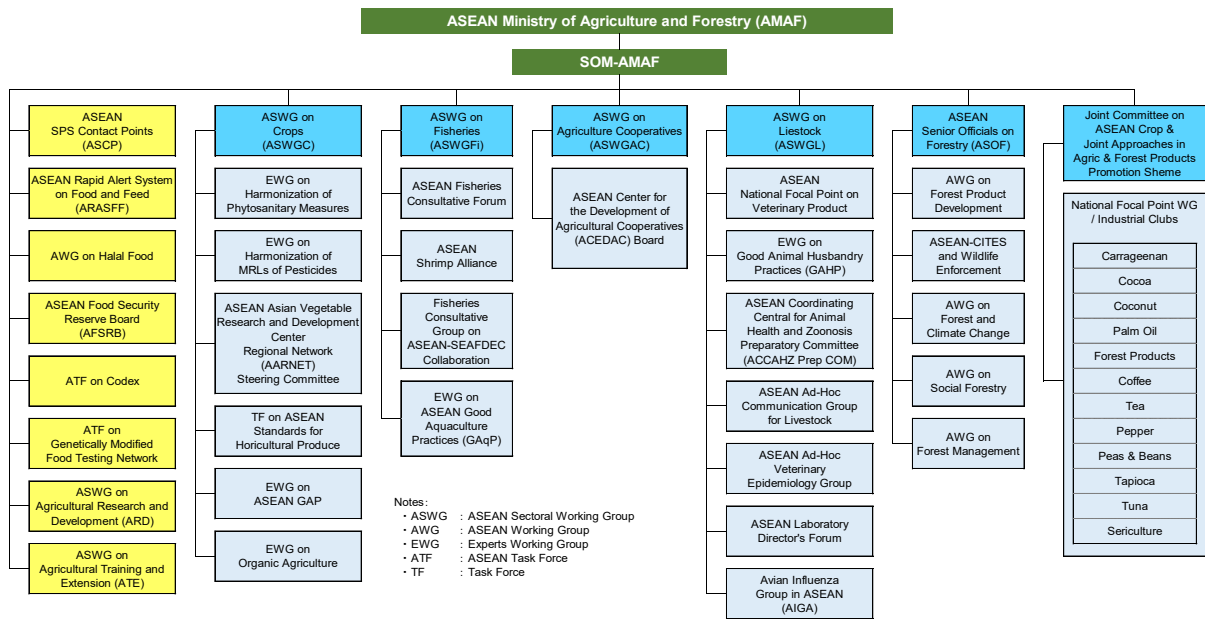 ASEAN Ministry of Agriculture and Forestry (AMAF)
SOM-AMAF
ASEAN
SPS Contact Points
(ASCP)
ASEAN Rapid Alert System
on Food and Feed
(ARASFF)
AWG on Halal Food
ASEAN Food Security
Reserve Board
(AFSRB)
ATF on Codex
ATF on
Genetically Modified
Food Testing Network
ASWG on
Agricultural Research and
Development (ARD)
ASWG on
Agricultural Training and
Extension (ATE)
ASWG on
Crops
(ASWGC)
EWG on
Harmonization of
Phytosanitary Measures
EWG on
Harmonization
of MRLs of Pesticides
ASEAN Asian Vegetable
Research and Development
Center
Regional Network
(AARNET)
Steering Committee
TF on ASEAN
Standards for
Horicultural Produce
EWG on
ASEAN GAP
EWG on
Organic Agriculture
ASWG on
Fisheries
(ASWGFi)
ASEAN Fisheries
Consultative Forum
ASEAN
Shrimp Alliance
Fisheries
Consultative
Group on
ASEAN-SEAFDEC
Collaboration
EWG on
ASEAN Good
Aquaculture
Practices (GAqP)
ASWG on
Agriculture Cooperatives
(ASWGAC)
ASEAN Center for
the Development of
Agricultural Cooperatives
(ACEDAC) Board
ASWG on
Liestock
(ASWGL)
ASEAN
National Focal Point on
Veterinary Product
EWG on
Good Animal Husbandry
Practices (GAHP)
ASEAN Coordinating
Central for Animal
Health and Zoonosis
Preparatory Committee
(ACCAHZ Prep COM)
ASEAN Ad-Hoc
Communication Group
for Livestock
ASEAN Ad-Hoc
Veterinary
Epidemiology Group
ASEAN Laboratory
Director's Forum
Avian Influenza
Group in ASEAN
(AIGA)
ASEAN
Senior Officials on
Forestry (ASOF)
AWG on
Forest Product
Development
ASEAN-CITES
and Wildlife
Enforcement
AWG on
Forest and
Climate Change
AWG on
Social Forestry
AWG on
Forest Management
Joint Committee on
ASEAN Crop &
Joint Approaches in
Agric & Forest Products
Promotion Sheme
National Focal Point WG
/ Industrial Clubs
Carrageenan
Cocoa
Coconut
Palm Oil
Forest Products
Coffee
Tea
Pepper
Peas & Beans
Tapioca
Tuna
Sericulture
Notes:
・ASWG : ASEAN Sectoral Working Group
・AWG : ASEAN Working Group
・EWG : Experts Working Group
・ATF : ASEAN Task Force
・TF : Task Force